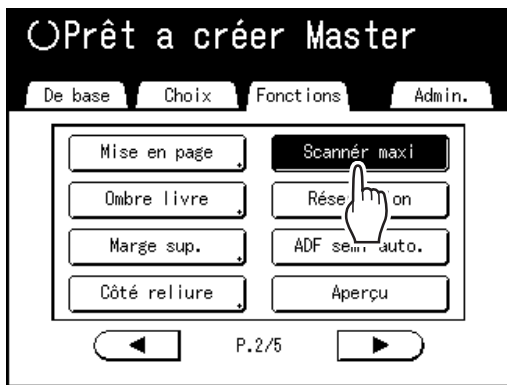 Prêt a créer Master
De base Choix Fonctions Admin.
Mise en page Scannér maxi
Ombre livre
Marge sup. ADF auto.
Côté reliure Aperçu
P.2/5